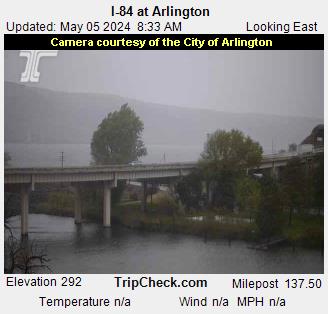 I-84 at Arlington
Updated: May 05 2024 8:33 AM Looking East
Camera courtesy of the City of Arlington
Elevation 292 TripCheck.com Milepost 137.50
Temperature n/a Wind n/a MPH n/a